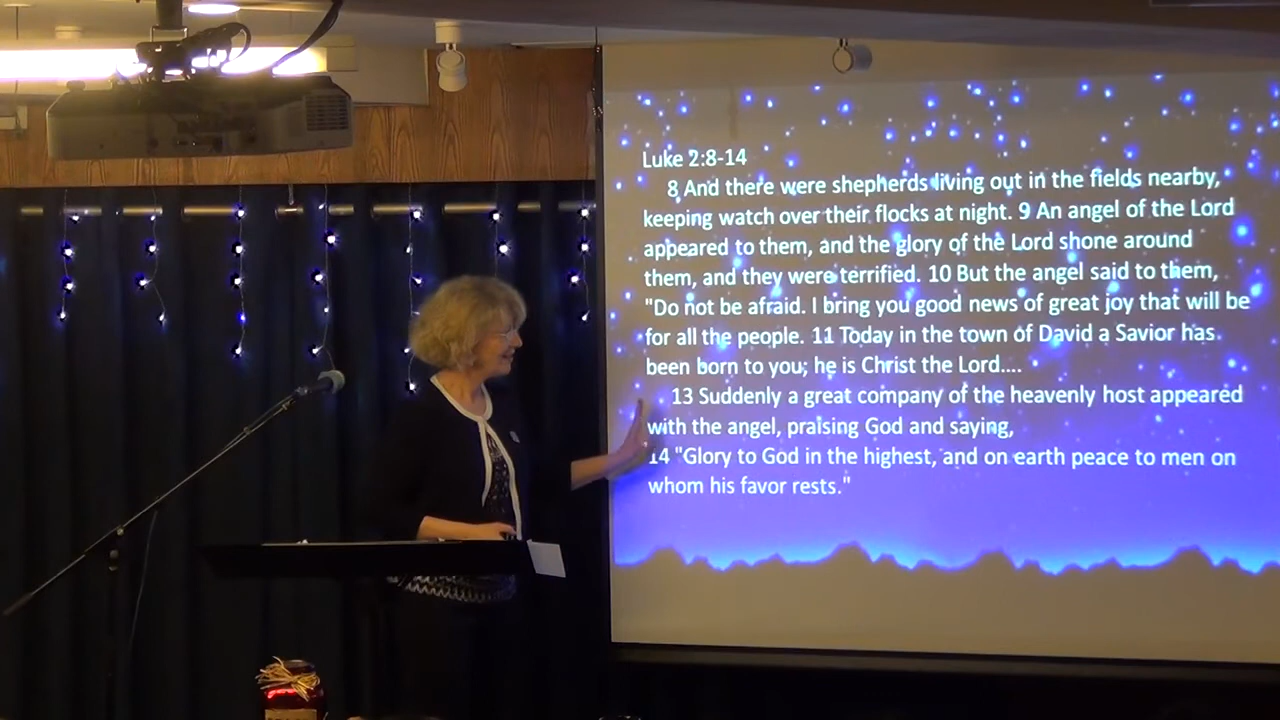 Luke 2:8-14
8 And there were shepherds living out in the fields nearby,
keeping watch over their flocks at night. 9 An angel of the Lord
appeared to them, and the glory of the Lord shone around
them, and they were terrified. 10 But the angel said to them,
"Do not be afraid. I bring you good news of great joy that will be
for all the people. 11 Today in the town of David a Savior has
been born to you; he is Christ the Lord....
13 Suddenly a great company of the heavenly host appeared
with the angel, praising God and saying,
14 "Glory to God in the highest, and on earth peace to men on
whom his favor rests."